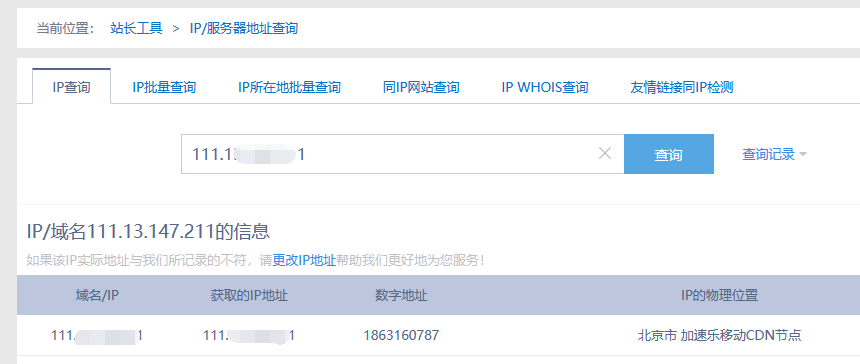 当前位置： 站长工具 > IP/服务器地址查询
IP查询 IP批量查询 IP所在地批量查询 同IP网站查询 IP WHOIS查询 友情链接同IP检测
111.1 1 查询 查询记录
IP/域名111.13.147.211的信息
如果该IP实际地址与我们所记录的不符，请更改IP地址帮助我们更好地为您服务！
域名/IP 获取的IP地址 数字地址 IP的物理位置
111. 1 111. 1 1863160787 北京市 加速乐移动CDN节点